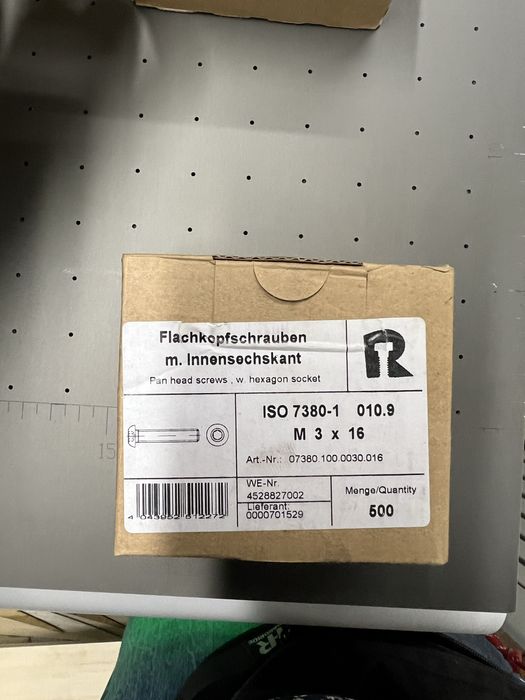 Flachkopfschrauben
m. Innensechskant
Pan head screws , w. hexagon socket
R
ISO 7380-1 010.9
M 3 x 16
Art.-Nr.: 07380.100.0030.016
WE-Nr.
4528827002
Lieferant:
0000701529
Menge/Quantity
500
15